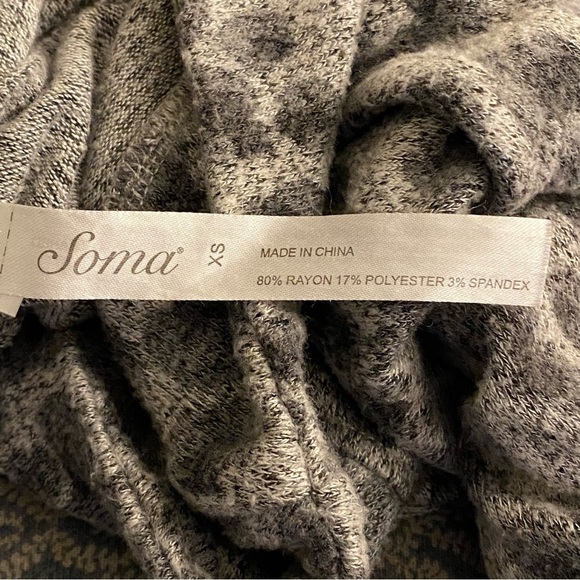 Soma®
XS
MADE IN CHINA
80% RAYON 17% POLYESTER 3% SPANDEX